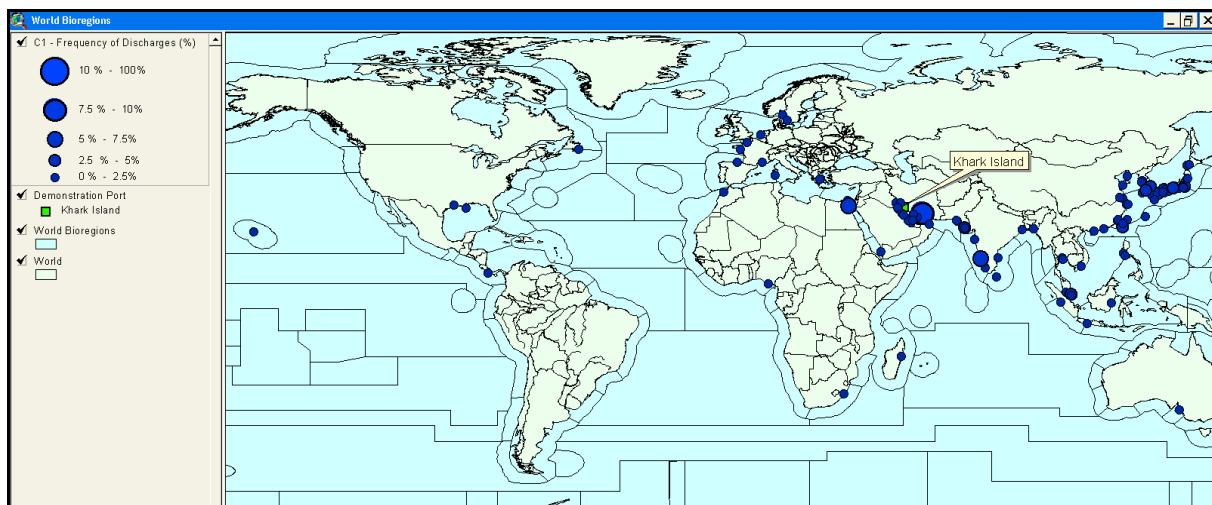 World Bioregions
C1 - Frequency of Discharges (%)
10 % - 100%
7.5 % - 10%
5 % - 7.5%
2.5 % - 5%
0 % - 2.5%
Demonstration Port
Khark Island
World Bioregions
World
Khark Island